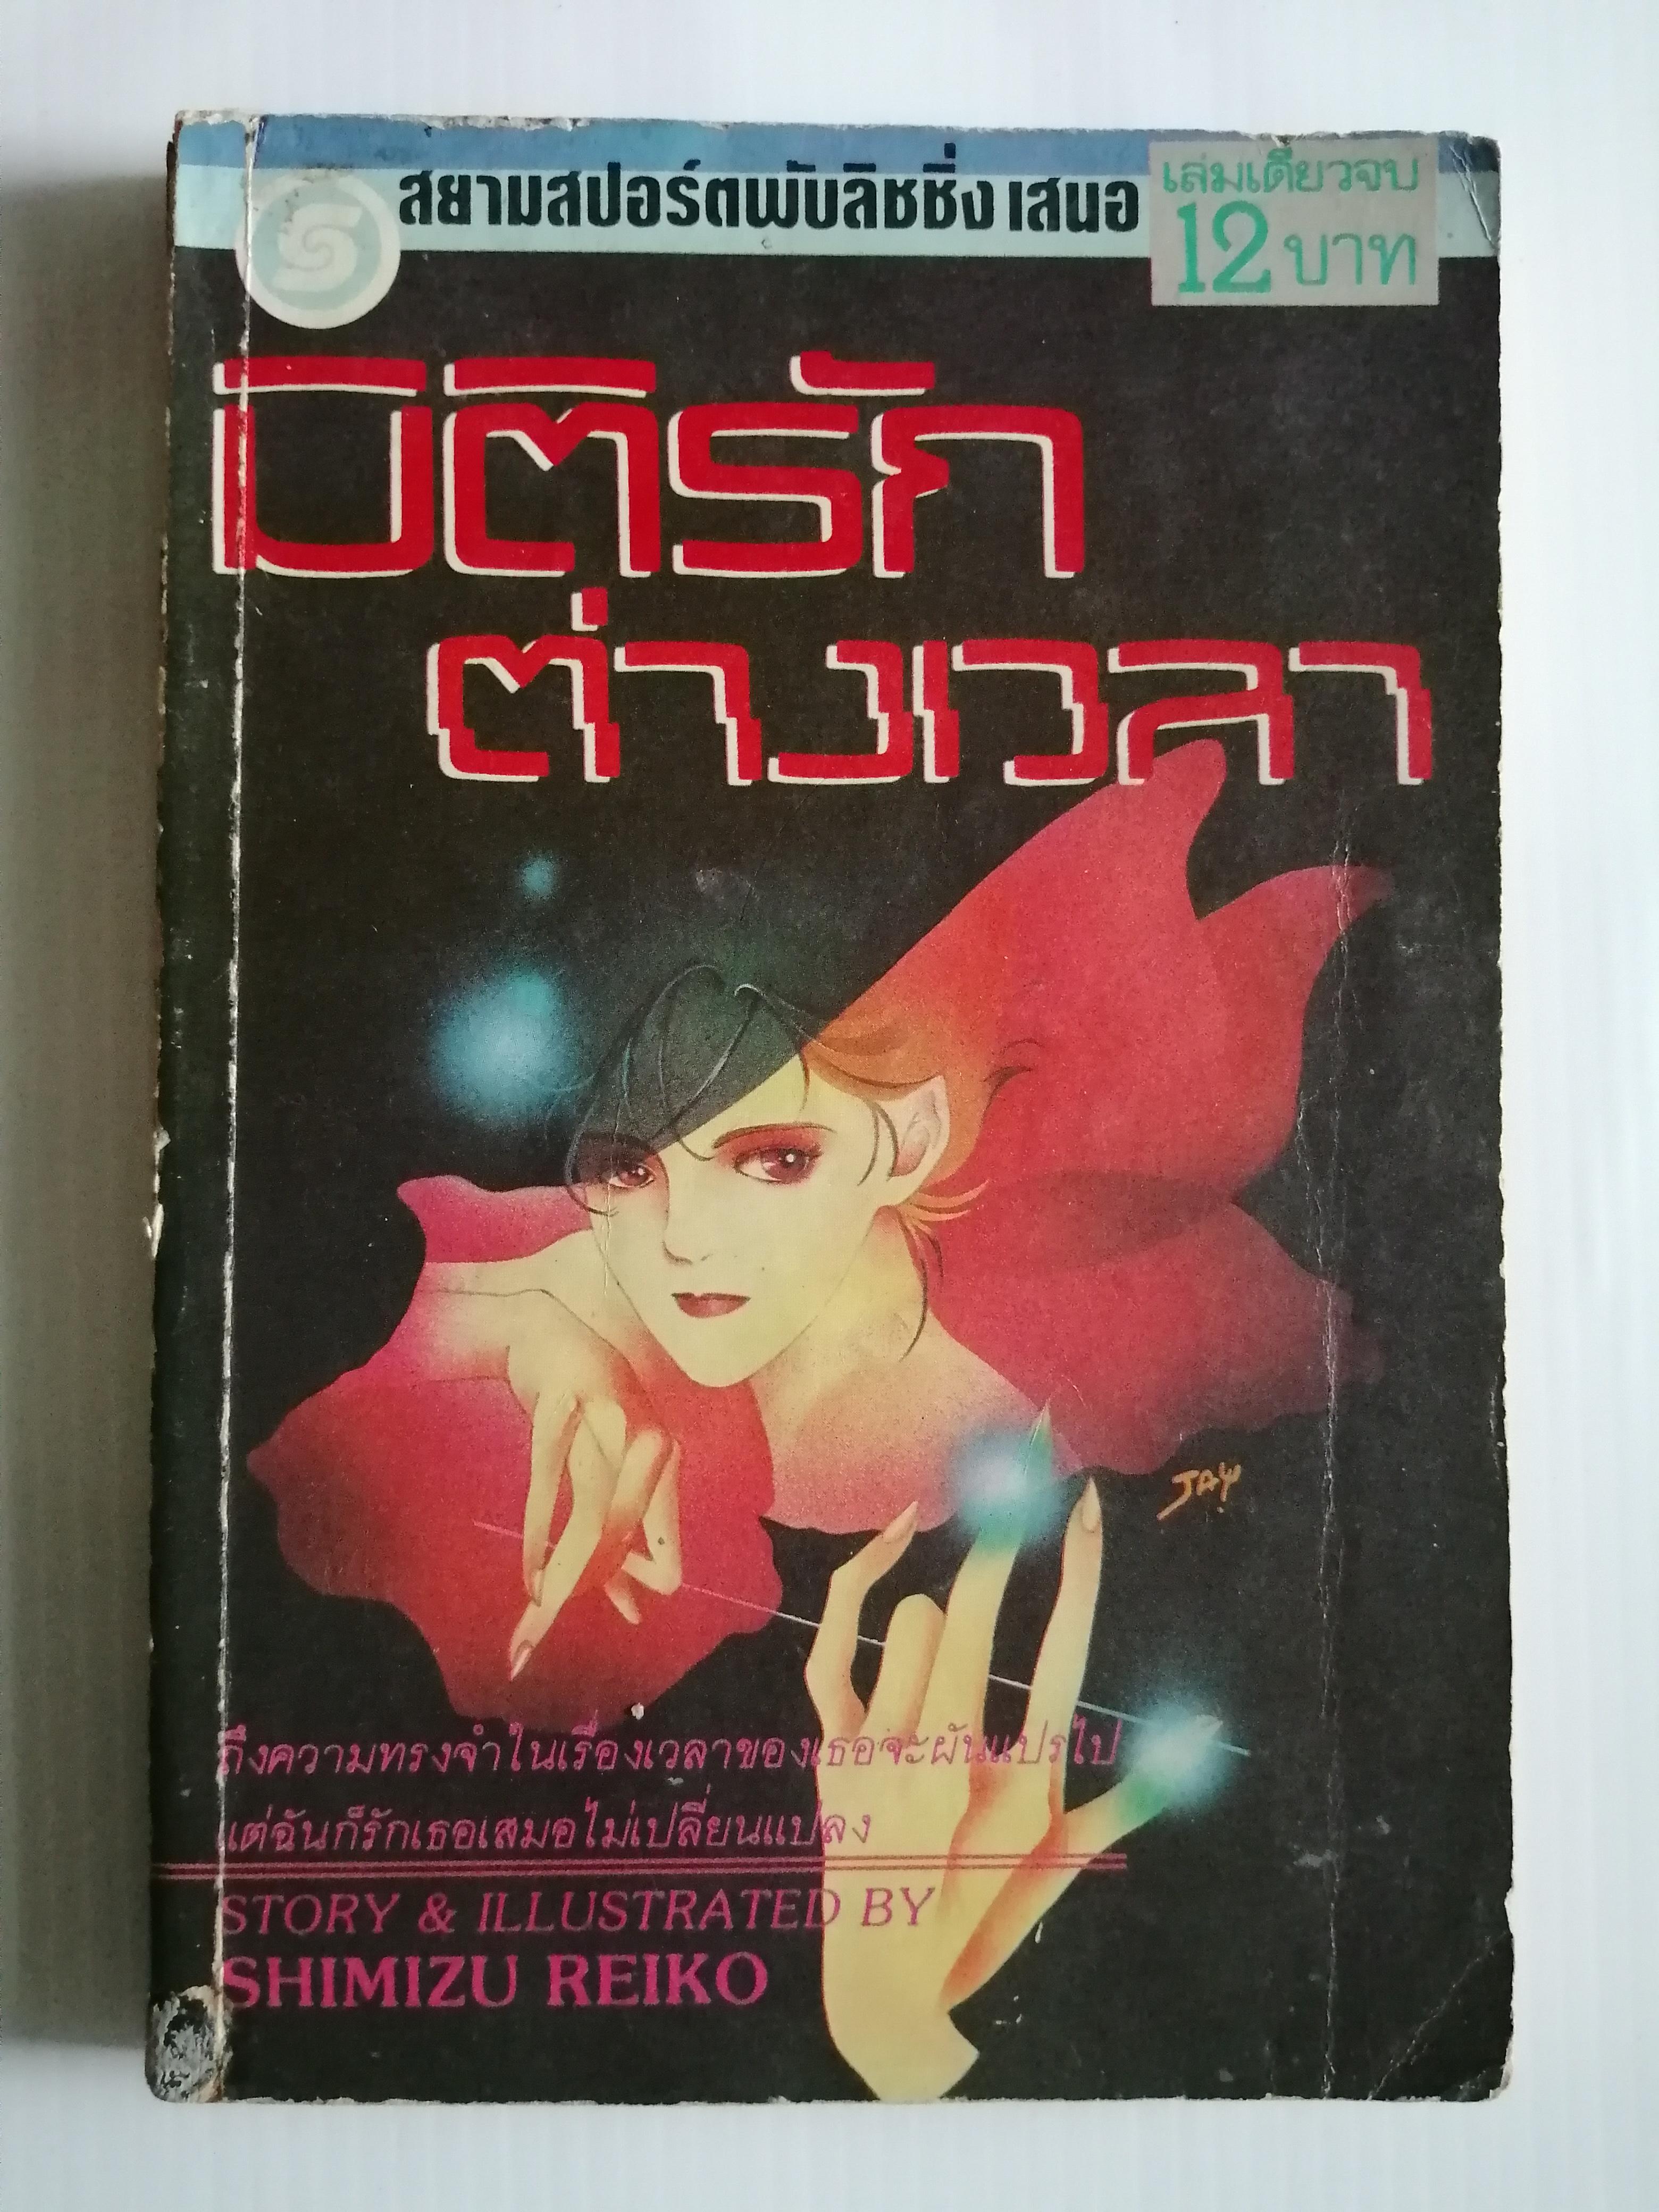 สยามสปอร์ตพับลิชชิ่ง เสนอ
เล่มเดียวจบ
12 บาท
มิติรัก
ต่างเวลา
JAY
ถึงความทรงจำในเรื่องเวลาของเธอจะผันแปรไป
แต่ฉันก็รักเธอเสมอไม่เปลี่ยนแปลง
STORY & ILLUSTRATED BY
SHIMIZU REIKO